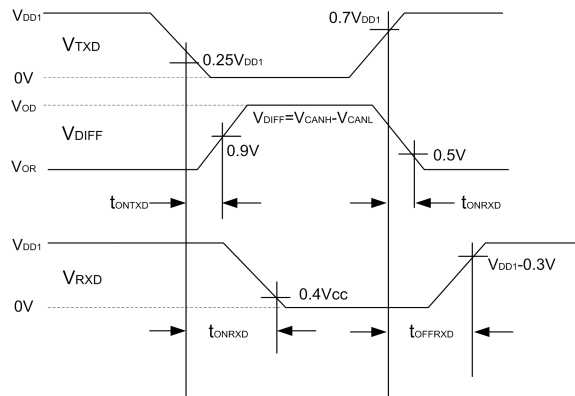 VDD1
0.7VDD1
VTXD
0.25VDD1
0V
VOD
VDIFF=VCANH-VCANL
VDIFF
0.9V
0.5V
VOR
tONTXD
tONRXD
VDD1
VRXD
VDD1-0.3V
0.4Vcc
0V
tONRXD
tOFFRXD